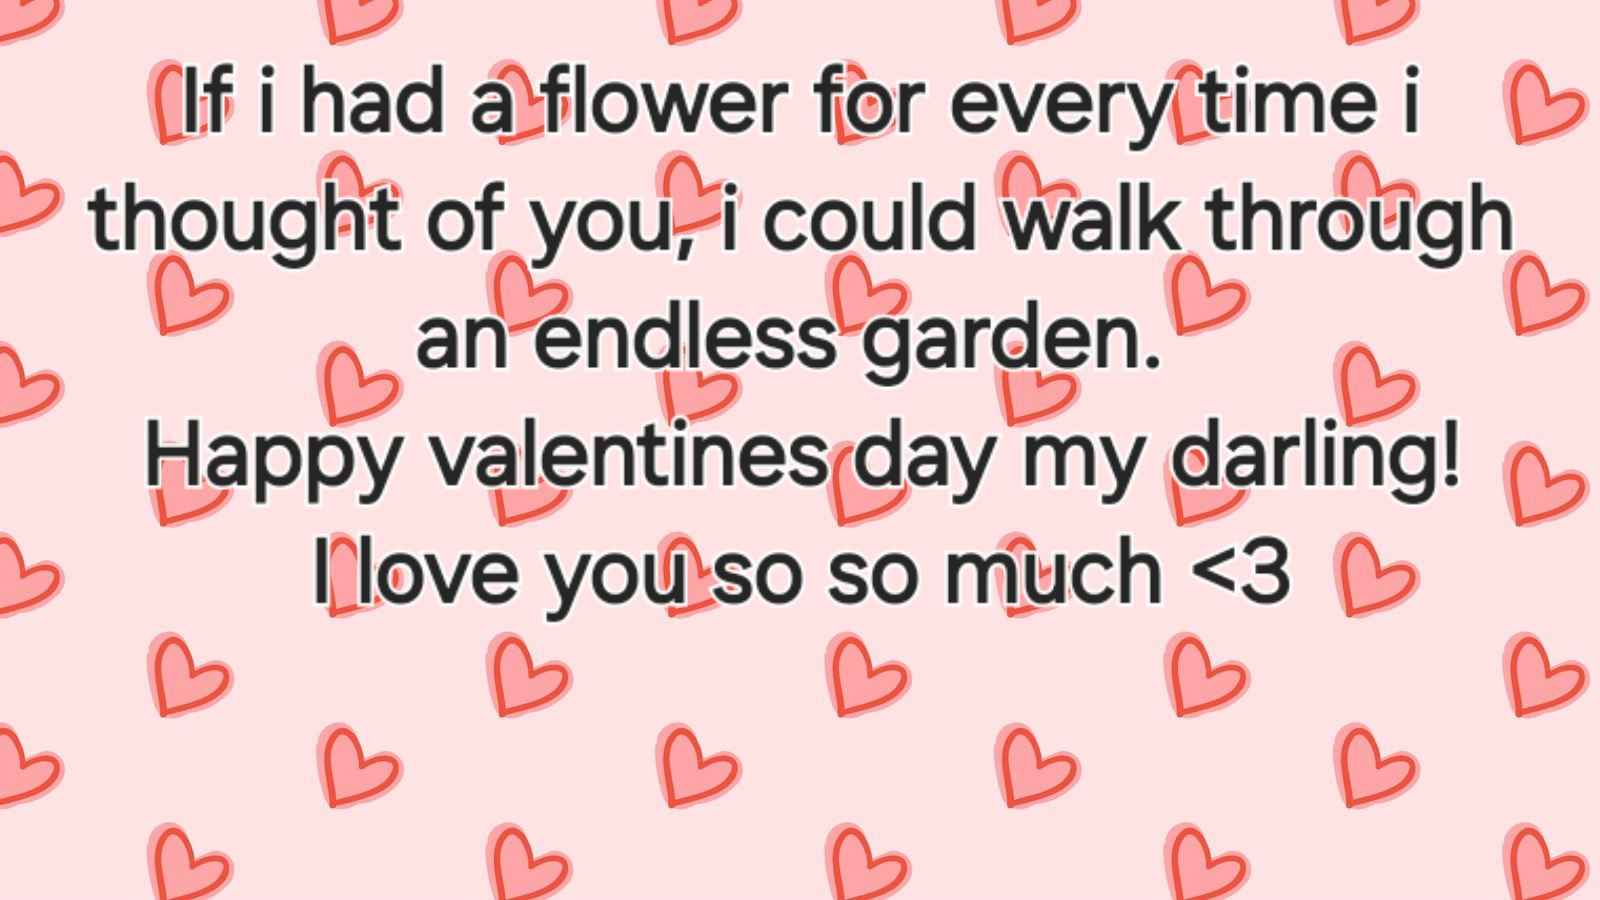 If i had a flower for every time i
thought of you, i could walk through
an endless garden.
Happy valentines day my darling!
I love you so so much <3